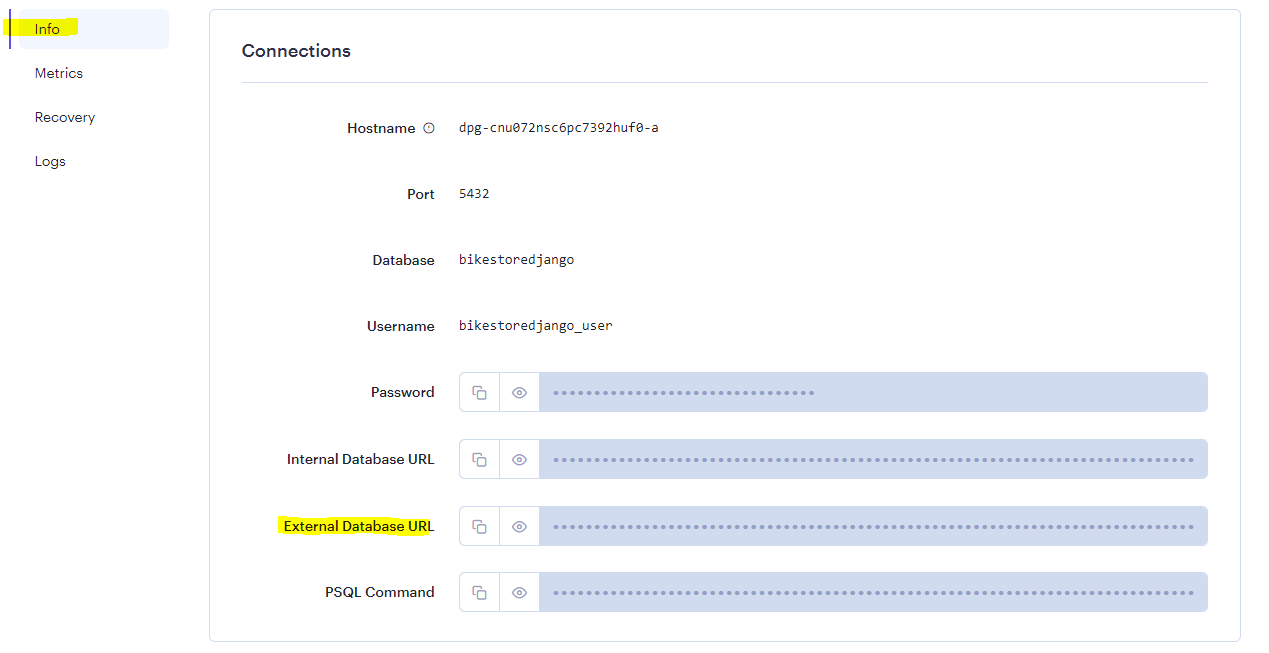 Info
Metrics
Recovery
Logs
Connections
Hostname dpg-cnu072nsc6pc7392huf0-a
Port 5432
Database bikestoredjango
Username bikestoredjango_user
Password
Internal Database URL
External Database URL
PSQL Command